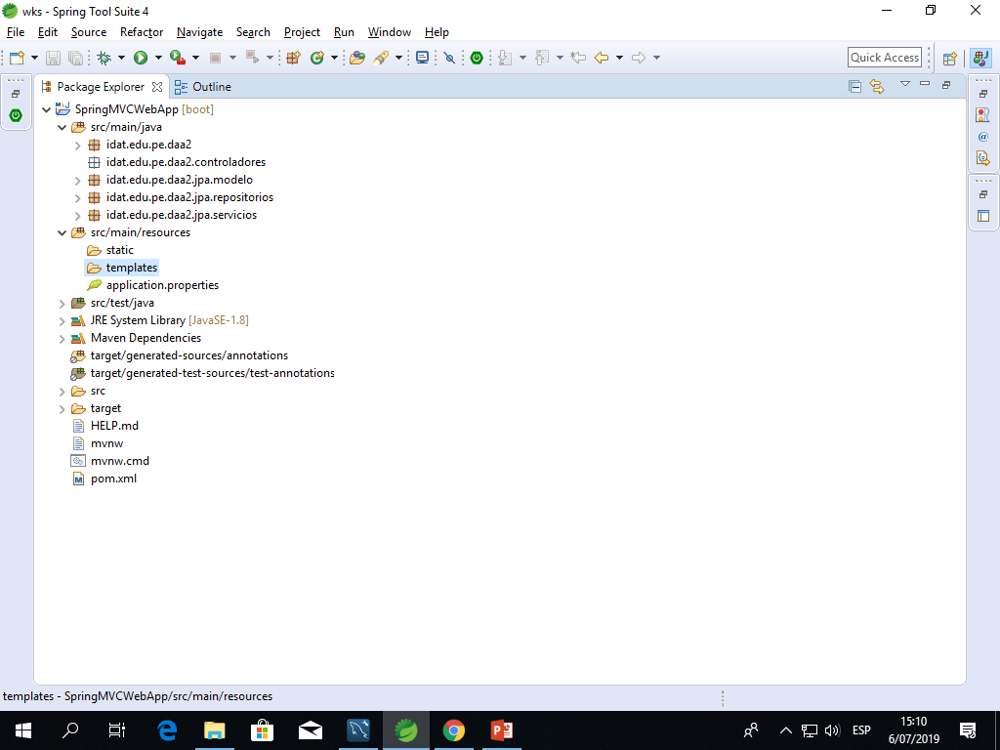 wks - Spring Tool Suite 4
File Edit Source Refactor Navigate Search Project Run Window Help
Quick Access
Package Explorer Outline
SpringMVCWebApp [boot]
src/main/java
idat.edu.pe.daa2
idat.edu.pe.daa2.controladores
idat.edu.pe.daa2.jpa.modelo
idat.edu.pe.daa2.jpa.repositorios
idat.edu.pe.daa2.jpa.servicios
src/main/resources
static
templates
application.properties
src/test/java
JRE System Library [JavaSE-1.8]
Maven Dependencies
target/generated-sources/annotations
target/generated-test-sources/test-annotations
src
target
HELP.md
mvnw
mvnw.cmd
pom.xml
templates - SpringMVCWebApp/src/main/resources
ESP
15:10
6/07/2019